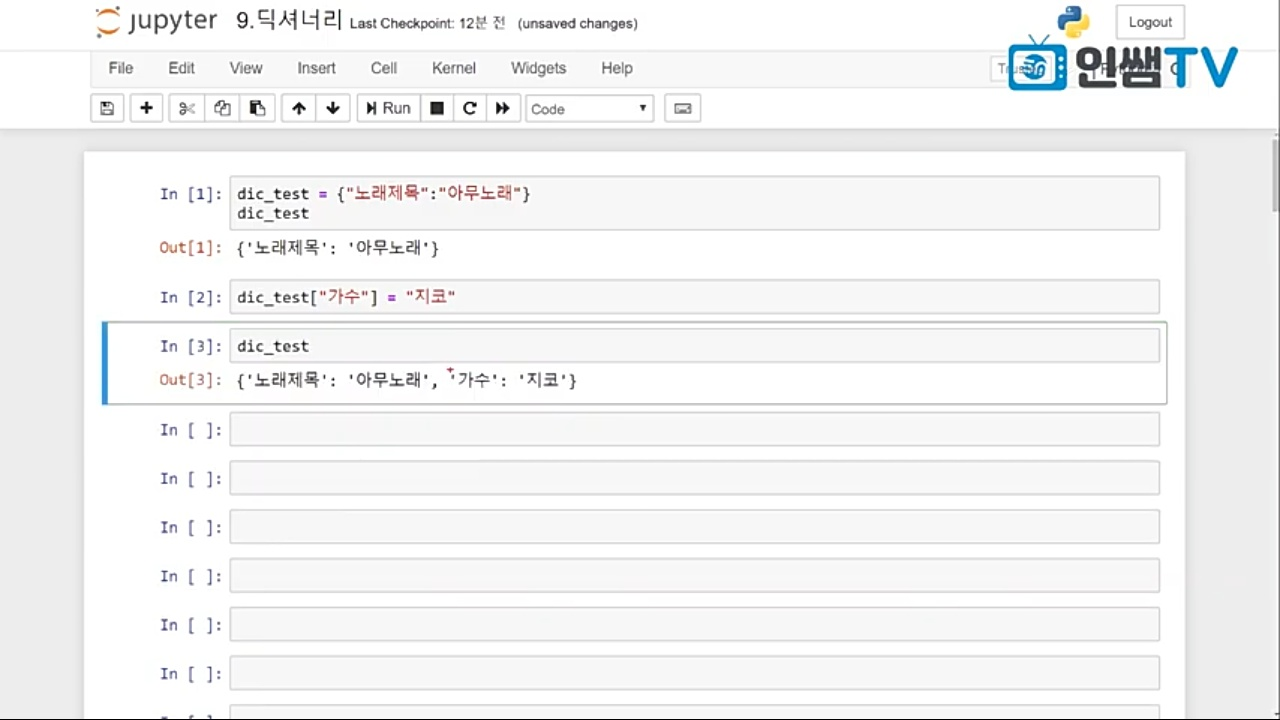 jupyter 9.딕셔너리 Last Checkpoint: 12분 전 (unsaved changes)
Logout
인쌤TV
File Edit View Insert Cell Kernel Widgets Help
Run Code
In [1]: dic_test = {"노래제목":"아무노래"}
dic_test
Out[1]: {'노래제목': '아무노래'}
In [2]: dic_test["가수"] = "지코"
In [3]: dic_test
Out[3]: {'노래제목': '아무노래', '가수': '지코'}
In [ ]:
In [ ]:
In [ ]:
In [ ]:
In [ ]:
In [ ]: